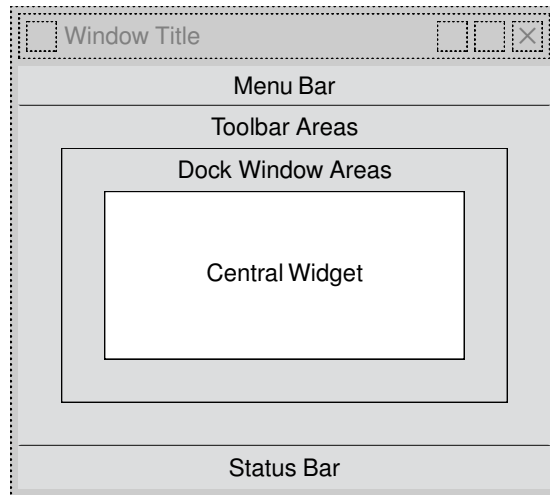 Window Title
Menu Bar
Toolbar Areas
Dock Window Areas
Central Widget
Status Bar